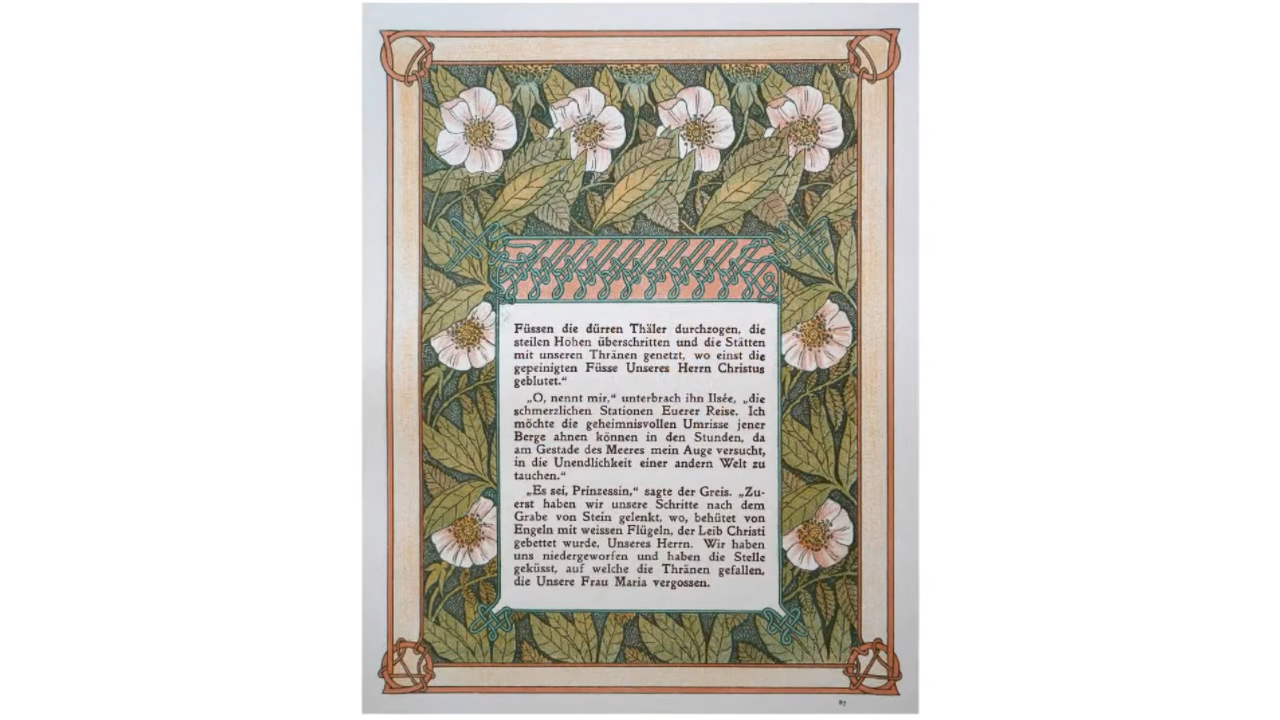 Füssen die dürren Thäler durchzogen, die
steilen Höhen überschritten und die Stätten
mit unseren Thränen genetzt, wo einst die
gepeinigten Füsse Unseres Herrn Christus
geblutet.“
„O, nennt mir,“ unterbrach ihn Ilsée, „die
schmerzlichen Stationen Euerer Reise. Ich
möchte die geheimnisvollen Umrisse jener
Berge ahnen können in den Stunden, da
am Gestade des Meeres mein Auge versucht,
in die Unendlichkeit einer andern Welt zu
tauchen.“
„Es sei, Prinzessin,“ sagte der Greis. „Zu-
erst haben wir unsere Schritte nach dem
Grabe von Stein gelenkt, wo, behütet von
Engeln mit weissen Flügeln, der Leib Christi
gebettet wurde, Unseres Herrn. Wir haben
uns niedergeworfen und haben die Stelle
geküsst, auf welche die Thränen gefallen,
die Unsere Frau Maria vergossen.
87